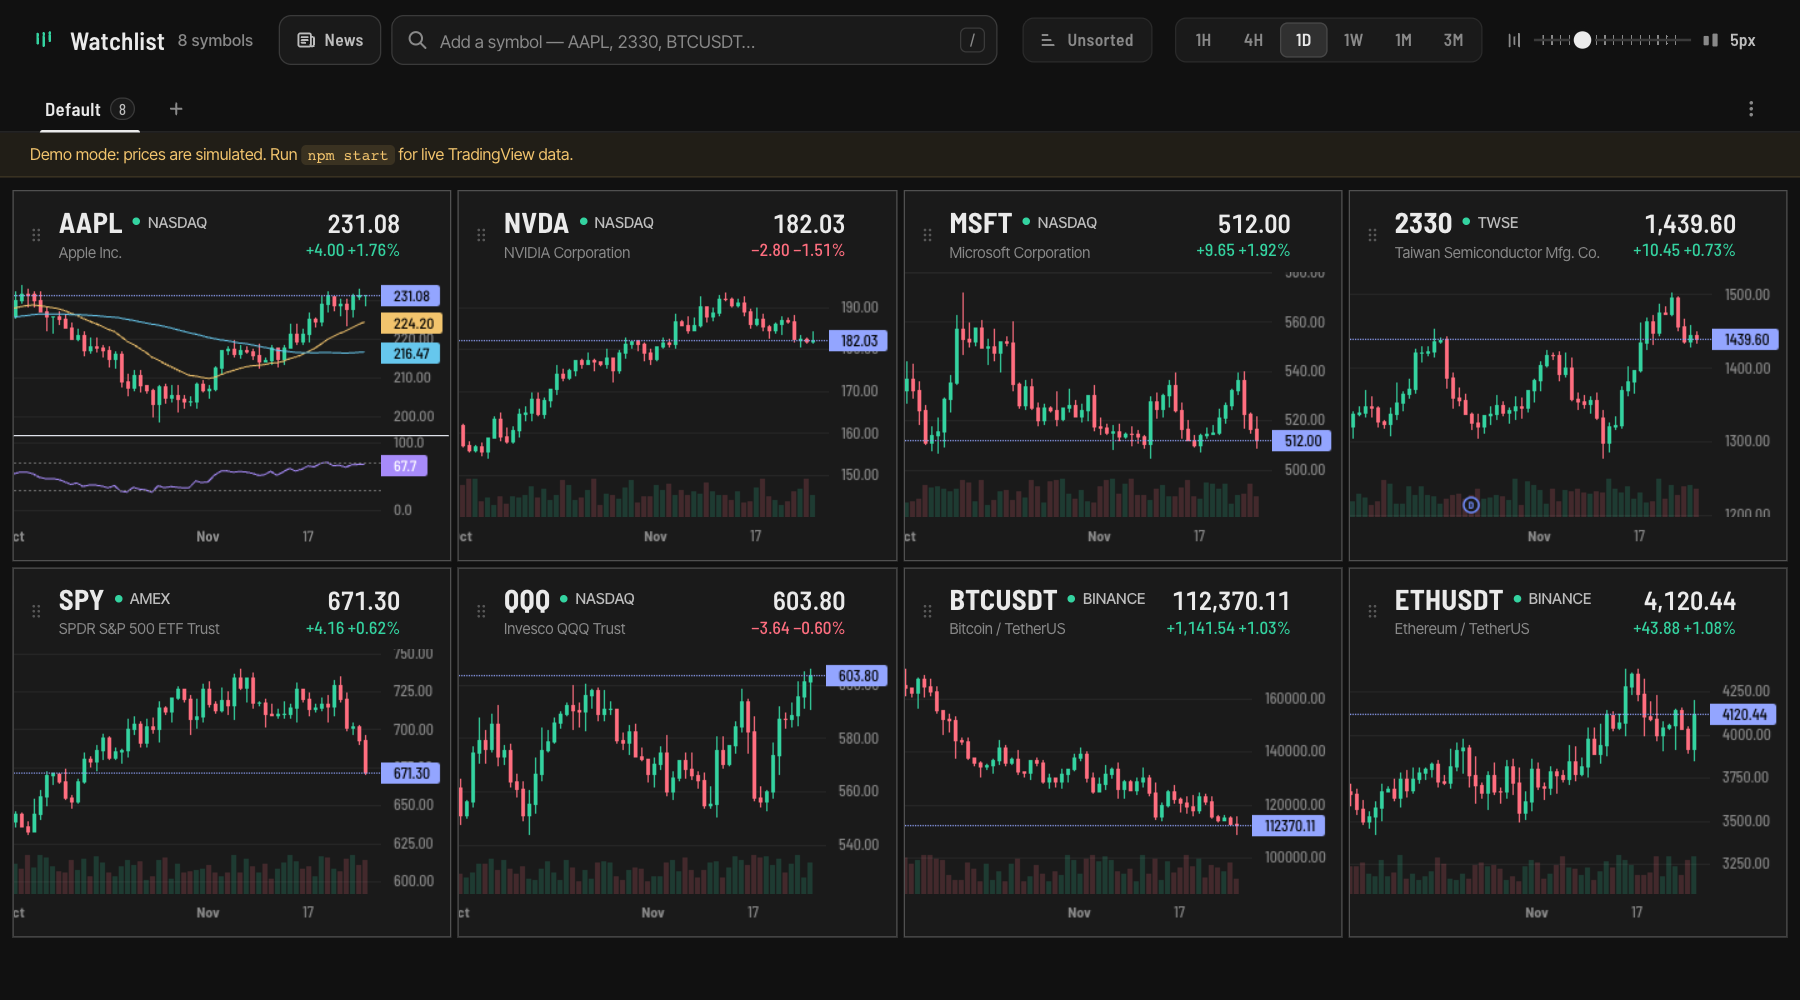 Watchlist 8 symbols News Add a symbol — AAPL, 2330, BTCUSDT... / Unsorted 1H 4H 1D 1W 1M 3M 5px
Default 8 +
Demo mode: prices are simulated. Run npm start for live TradingView data.
AAPL NASDAQ 231.08
Apple Inc. +4.00 +1.76%
231.08
224.20
220.00
216.47
210.00
200.00
100.0
67.7
0.0
ct Nov 17
NVDA NASDAQ 182.03
NVIDIA Corporation −2.80 −1.51%
190.00
182.03
180.00
170.00
160.00
150.00
ct Nov 17
MSFT NASDAQ 512.00
Microsoft Corporation +9.65 +1.92%
580.00
560.00
540.00
520.00
512.00
500.00
ct Nov 17
2330 TWSE 1,439.60
Taiwan Semiconductor Mfg. Co. +10.45 +0.73%
1500.00
1439.60
1400.00
1300.00
D
1200.00
Nov 17
SPY AMEX 671.30
SPDR S&P 500 ETF Trust +4.16 +0.62%
750.00
725.00
700.00
671.30
650.00
625.00
600.00
ct Nov 17
QQQ NASDAQ 603.80
Invesco QQQ Trust −3.64 −0.60%
603.80
600.00
580.00
560.00
540.00
ct Nov 17
BTCUSDT BINANCE 112,370.11
Bitcoin / TetherUS +1,141.54 +1.03%
160000.00
140000.00
120000.00
112370.11
100000.00
Nov 17
ETHUSDT BINANCE 4,120.44
Ethereum / TetherUS +43.88 +1.08%
4250.00
4120.44
4000.00
3750.00
3500.00
3250.00
Nov 17